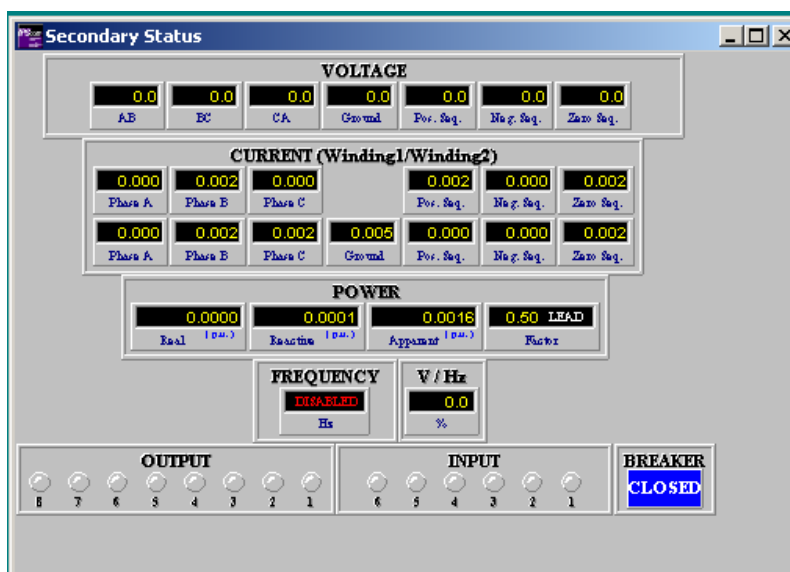 Secondary Status
VOLTAGE
0.0 0.0 0.0 0.0 0.0 0.0 0.0
AB BC CA Ground Pos. Seq. Neg. Seq. Zero Seq.
CURRENT (Winding1/Winding2)
0.000 0.002 0.000 0.002 0.000 0.002
Phase A Phase B Phase C Pos. Seq. Neg. Seq. Zero Seq.
0.000 0.002 0.002 0.005 0.000 0.000 0.002
Phase A Phase B Phase C Ground Pos. Seq. Neg. Seq. Zero Seq.
POWER
0.0000 0.0001 0.0016 0.50 LEAD
Real (p.u.) Reactive (p.u.) Apparent (p.u.) Factor
FREQUENCY V / Hz
DISABLED 0.0
Hz %
OUTPUT INPUT BREAKER
8 7 6 5 4 3 2 1 6 5 4 3 2 1 CLOSED